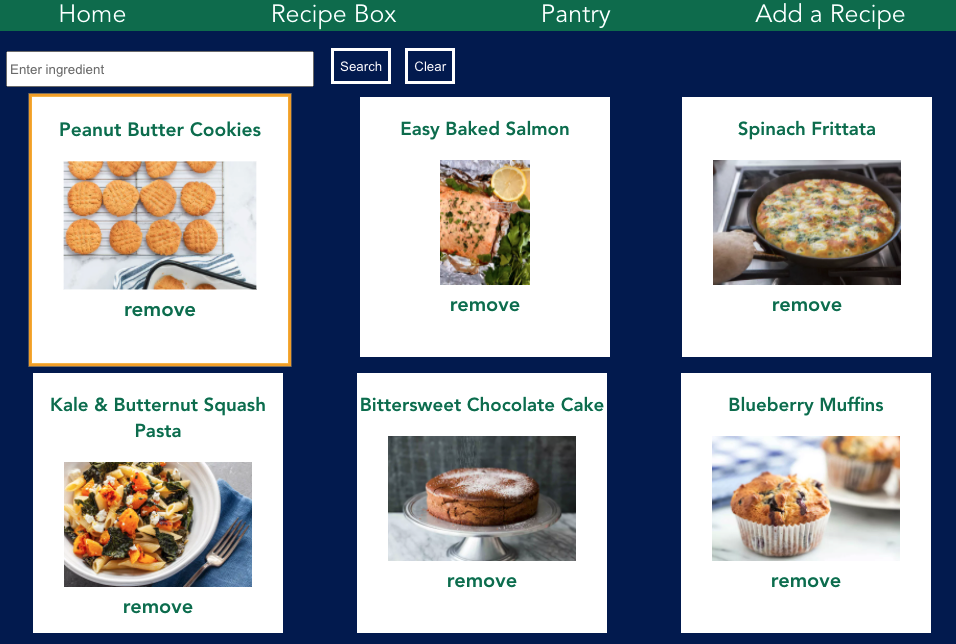 Home Recipe Box Pantry Add a Recipe
Enter ingredient Search Clear
Peanut Butter Cookies
remove
Easy Baked Salmon
remove
Spinach Frittata
remove
Kale & Butternut Squash
Pasta
remove
Bittersweet Chocolate Cake
remove
Blueberry Muffins
remove